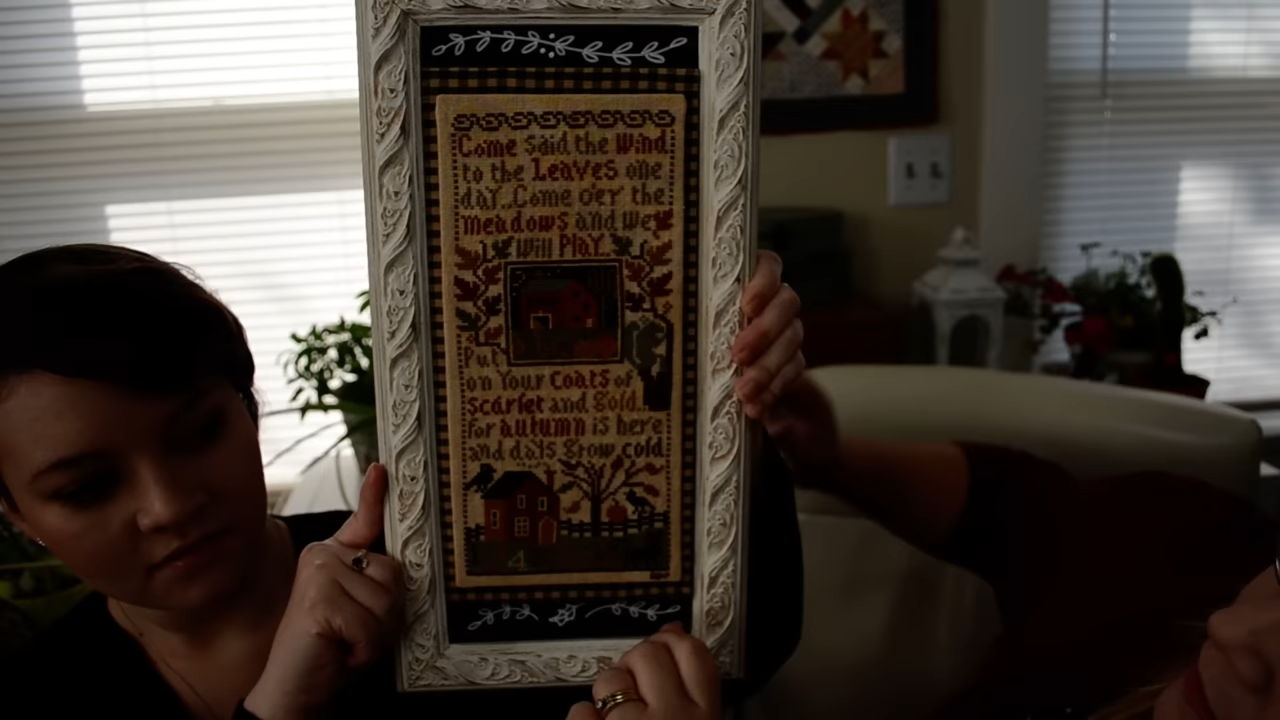 Come said the Wind
to the Leaves one
day..Come o'er the
meadows and we
will Play.
Put
on Your Coats of
scarlet and Gold..
for autumn is here
and days grow cold
4